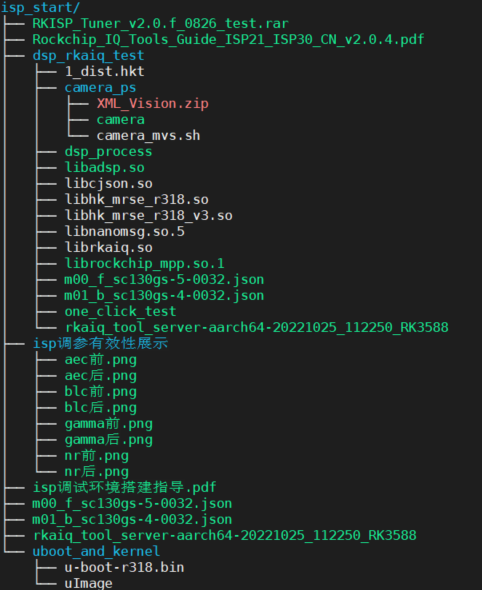 isp_start/
├── RKISP_Tuner_v2.0.f_0826_test.rar
├── Rockchip_IQ_Tools_Guide_ISP21_ISP30_CN_v2.0.4.pdf
├── dsp_rkaiq_test
│   ├── 1_dist.hkt
│   ├── camera_ps
│   │   ├── XML_Vision.zip
│   │   ├── camera
│   │   └── camera_mvs.sh
│   ├── dsp_process
│   ├── libadsp.so
│   ├── libcjson.so
│   ├── libhk_mrse_r318.so
│   ├── libhk_mrse_r318_v3.so
│   ├── libnanomsg.so.5
│   ├── librkaiq.so
│   ├── librockchip_mpp.so.1
│   ├── m00_f_sc130gs-5-0032.json
│   ├── m01_b_sc130gs-4-0032.json
│   ├── one_click_test
│   └── rkaiq_tool_server-aarch64-20221025_112250_RK3588
├── isp调参有效性展示
│   ├── aec前.png
│   ├── aec后.png
│   ├── blc前.png
│   ├── blc后.png
│   ├── gamma前.png
│   ├── gamma后.png
│   ├── nr前.png
│   └── nr后.png
├── isp调试环境搭建指导.pdf
├── m00_f_sc130gs-5-0032.json
├── m01_b_sc130gs-4-0032.json
├── rkaiq_tool_server-aarch64-20221025_112250_RK3588
└── uboot_and_kernel
    ├── u-boot-r318.bin
    └── uImage